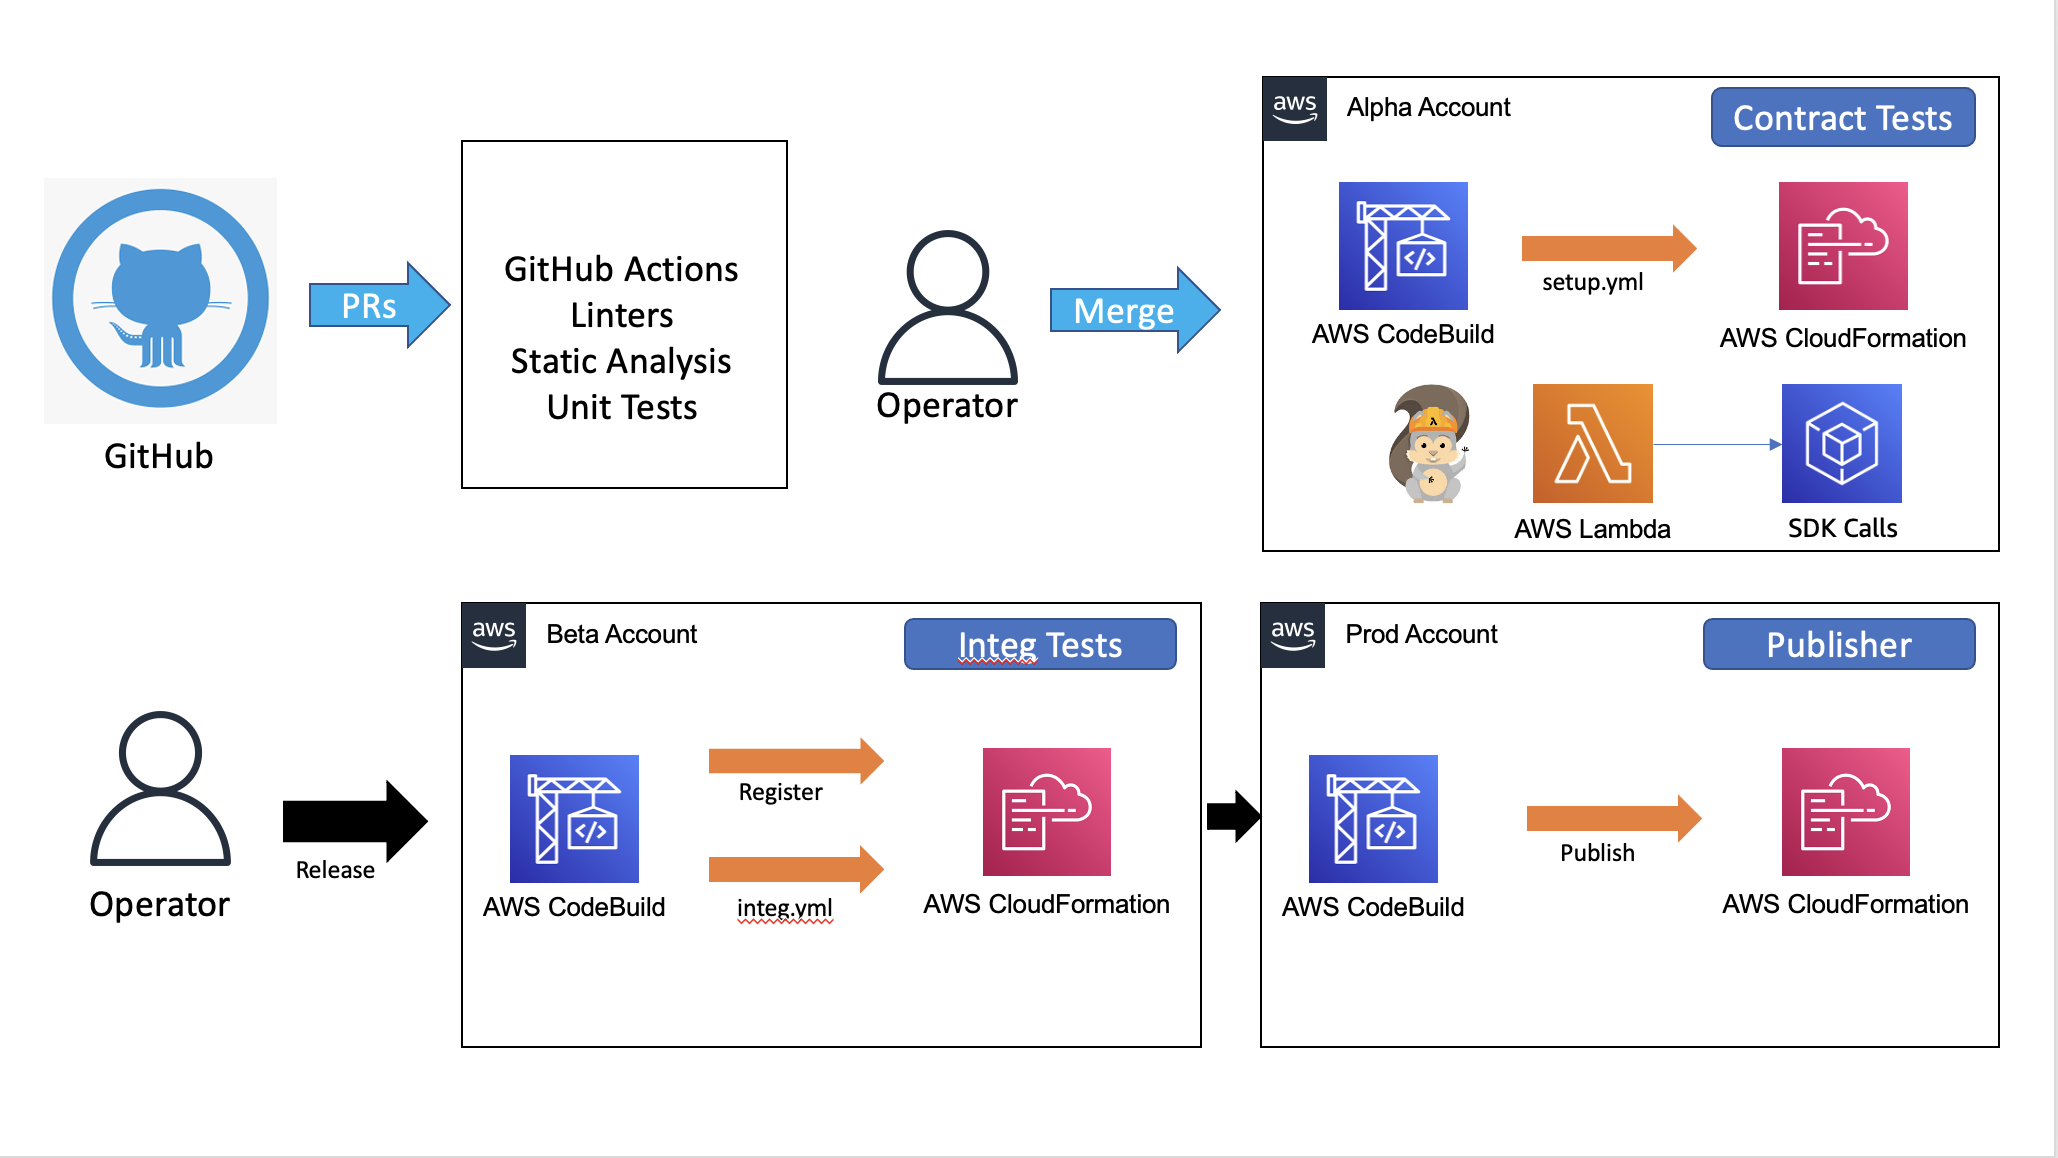 GitHub
PRs
GitHub Actions
Linters
Static Analysis
Unit Tests
Operator
Merge
aws
Alpha Account
Contract Tests
AWS CodeBuild
setup.yml
AWS CloudFormation
AWS Lambda
SDK Calls
Operator
Release
aws
Beta Account
Integ Tests
Register
integ.yml
AWS CodeBuild
AWS CloudFormation
aws
Prod Account
Publisher
Publish
AWS CodeBuild
AWS CloudFormation